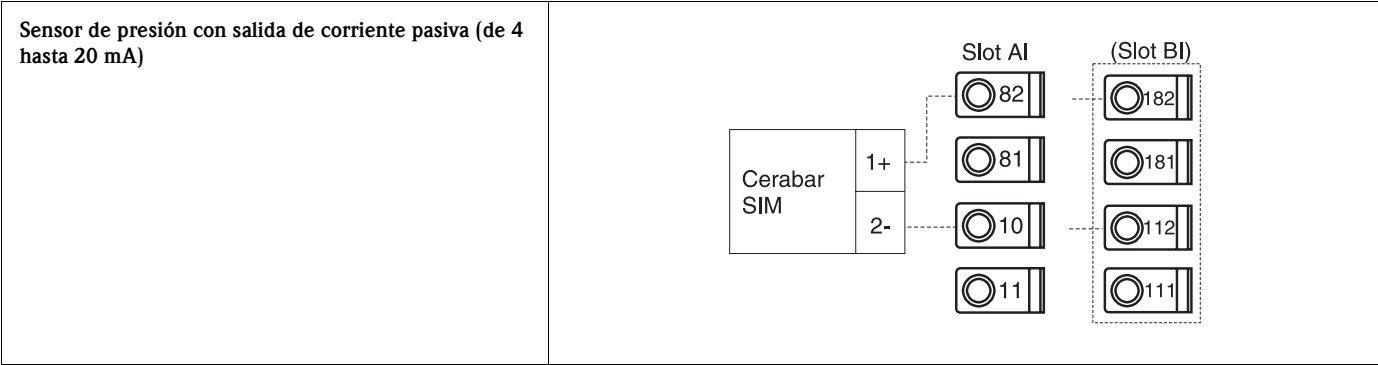 Sensor de presión con salida de corriente pasiva (de 4
hasta 20 mA)
Slot AI
(Slot BI)
82
182
Cerabar
SIM
1+
81
181
2-
10
112
11
111